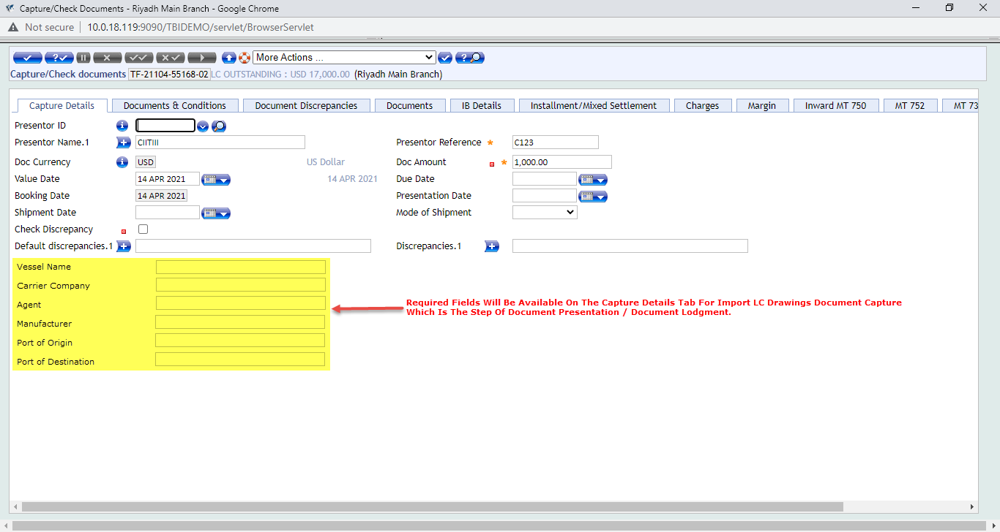 Capture/Check Documents - Riyadh Main Branch - Google Chrome
Not secure | 10.0.18.119:9090/TBIDEMO/servlet/BrowserServlet
More Actions ...
Capture/Check documents TF-21104-55168-02 LC OUTSTANDING : USD 17,000.00 (Riyadh Main Branch)
Capture Details Documents & Conditions Document Discrepancies Documents IB Details Installment/Mixed Settlement Charges Margin Inward MT 750 MT 752 MT 73
Presentor ID
Presentor Name.1 CIITIII Presentor Reference * C123
Doc Currency USD US Dollar Doc Amount * 1,000.00
Value Date 14 APR 2021 14 APR 2021 Due Date
Booking Date 14 APR 2021 Presentation Date
Shipment Date Mode of Shipment
Check Discrepancy
Default discrepancies.1 Discrepancies.1
Vessel Name
Carrier Company
Agent
Manufacturer
Port of Origin
Port of Destination
Required Fields Will Be Available On The Capture Details Tab For Import LC Drawings Document Capture
Which Is The Step Of Document Presentation / Document Lodgment.